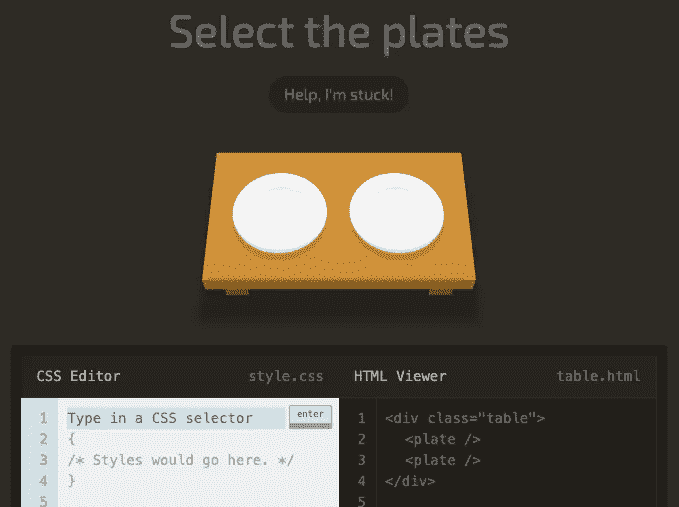 Select the plates
Help, I'm stuck!
CSS Editor style.css
1 Type in a CSS selector enter
2 {
3 /* Styles would go here. */
4 }
5
HTML Viewer table.html
1 <div class="table">
2 <plate />
3 <plate />
4 </div>
5